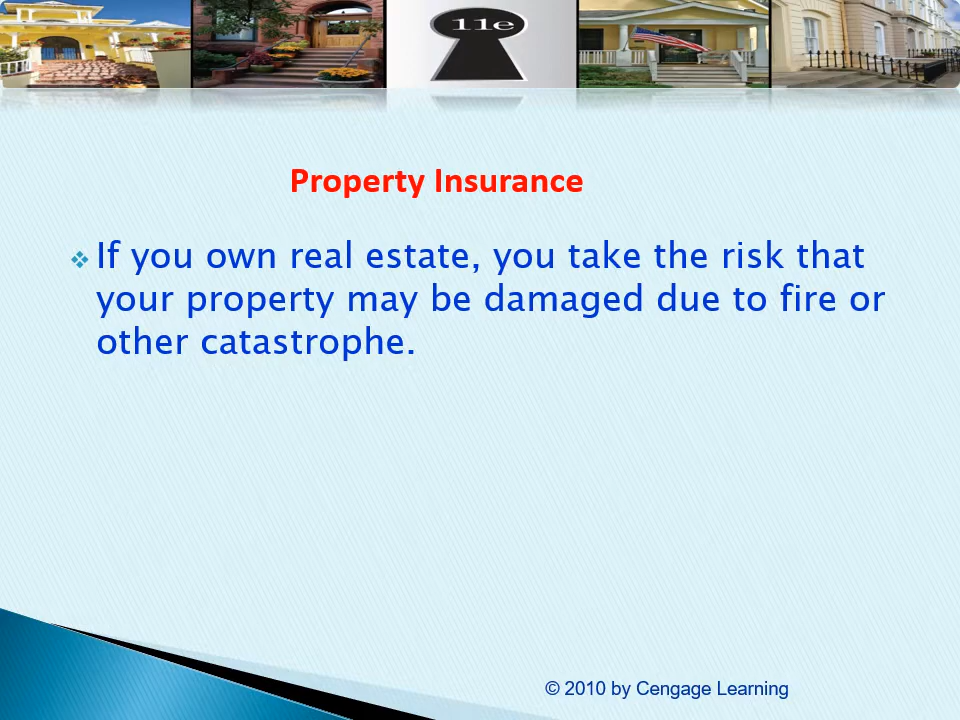 11e
Property Insurance
If you own real estate, you take the risk that
your property may be damaged due to fire or
other catastrophe.
© 2010 by Cengage Learning